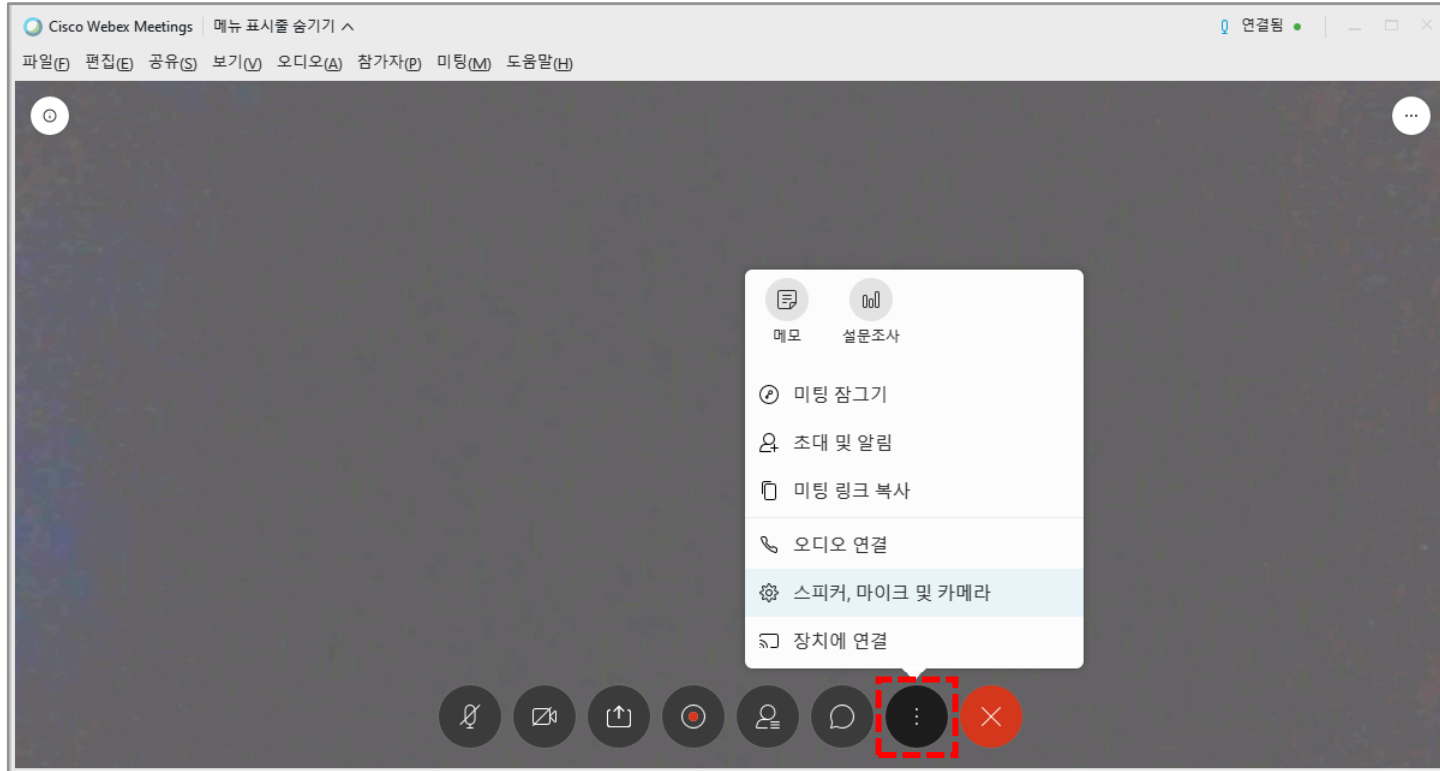 Cisco Webex Meetings 메뉴 표시줄 숨기기 연결됨
파일(F) 편집(E) 공유(S) 보기(V) 오디오(A) 참가자(P) 미팅(M) 도움말(H)
메모 설문조사
미팅 잠그기
초대 및 알림
미팅 링크 복사
오디오 연결
스피커, 마이크 및 카메라
장치에 연결